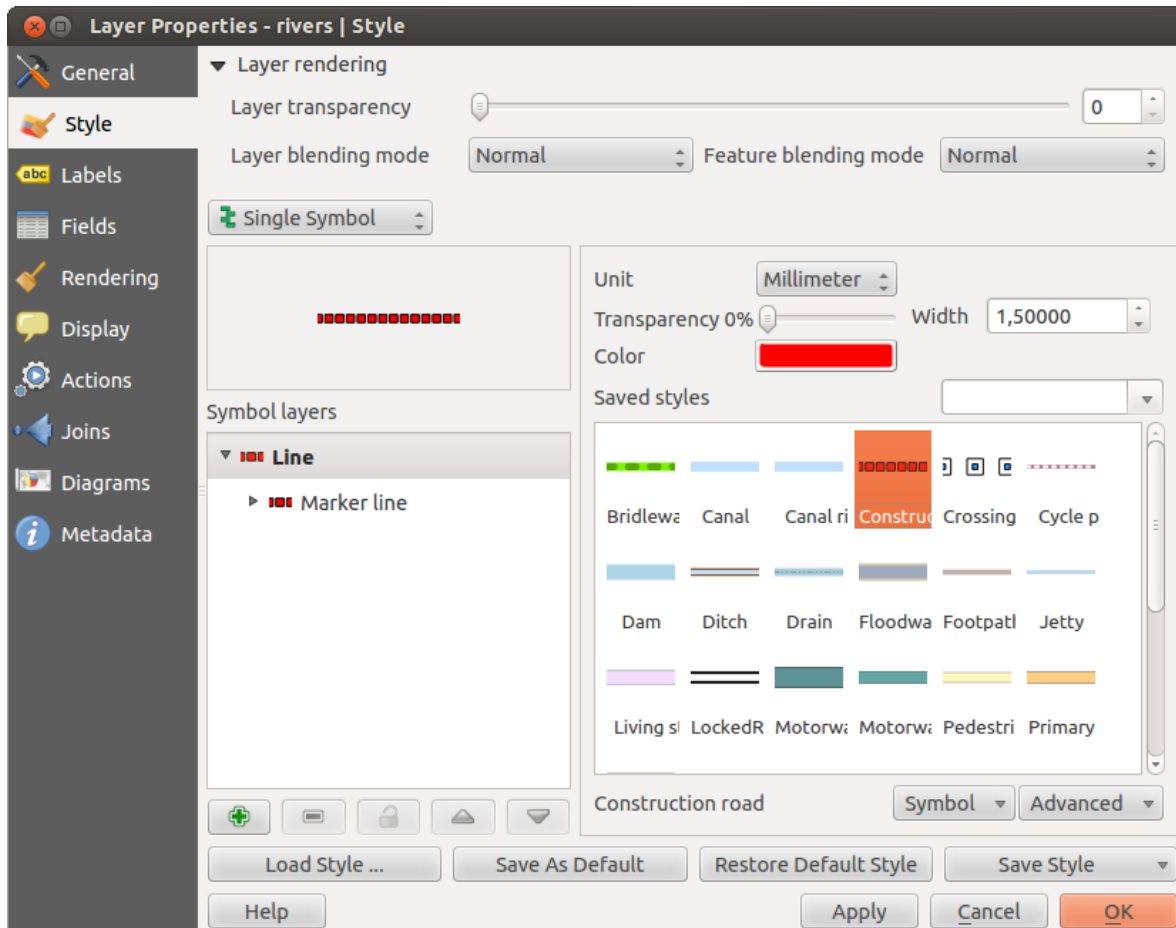 Layer Properties - rivers | Style
General
Style
abc Labels
Fields
Rendering
Display
Actions
Joins
Diagrams
i Metadata
Layer rendering
Layer transparency 0
Layer blending mode Normal Feature blending mode Normal
Single Symbol
Symbol layers
Line
Marker line
Unit Millimeter
Transparency 0% Width 1,50000
Color
Saved styles
Bridlewa Canal Canal ri Construc Crossing Cycle p
Dam Ditch Drain Floodwa Footpatl Jetty
Living st LockedR Motorwa Motorwa Pedestri Primary
Construction road Symbol Advanced
Load Style ... Save As Default Restore Default Style Save Style
Help Apply Cancel OK